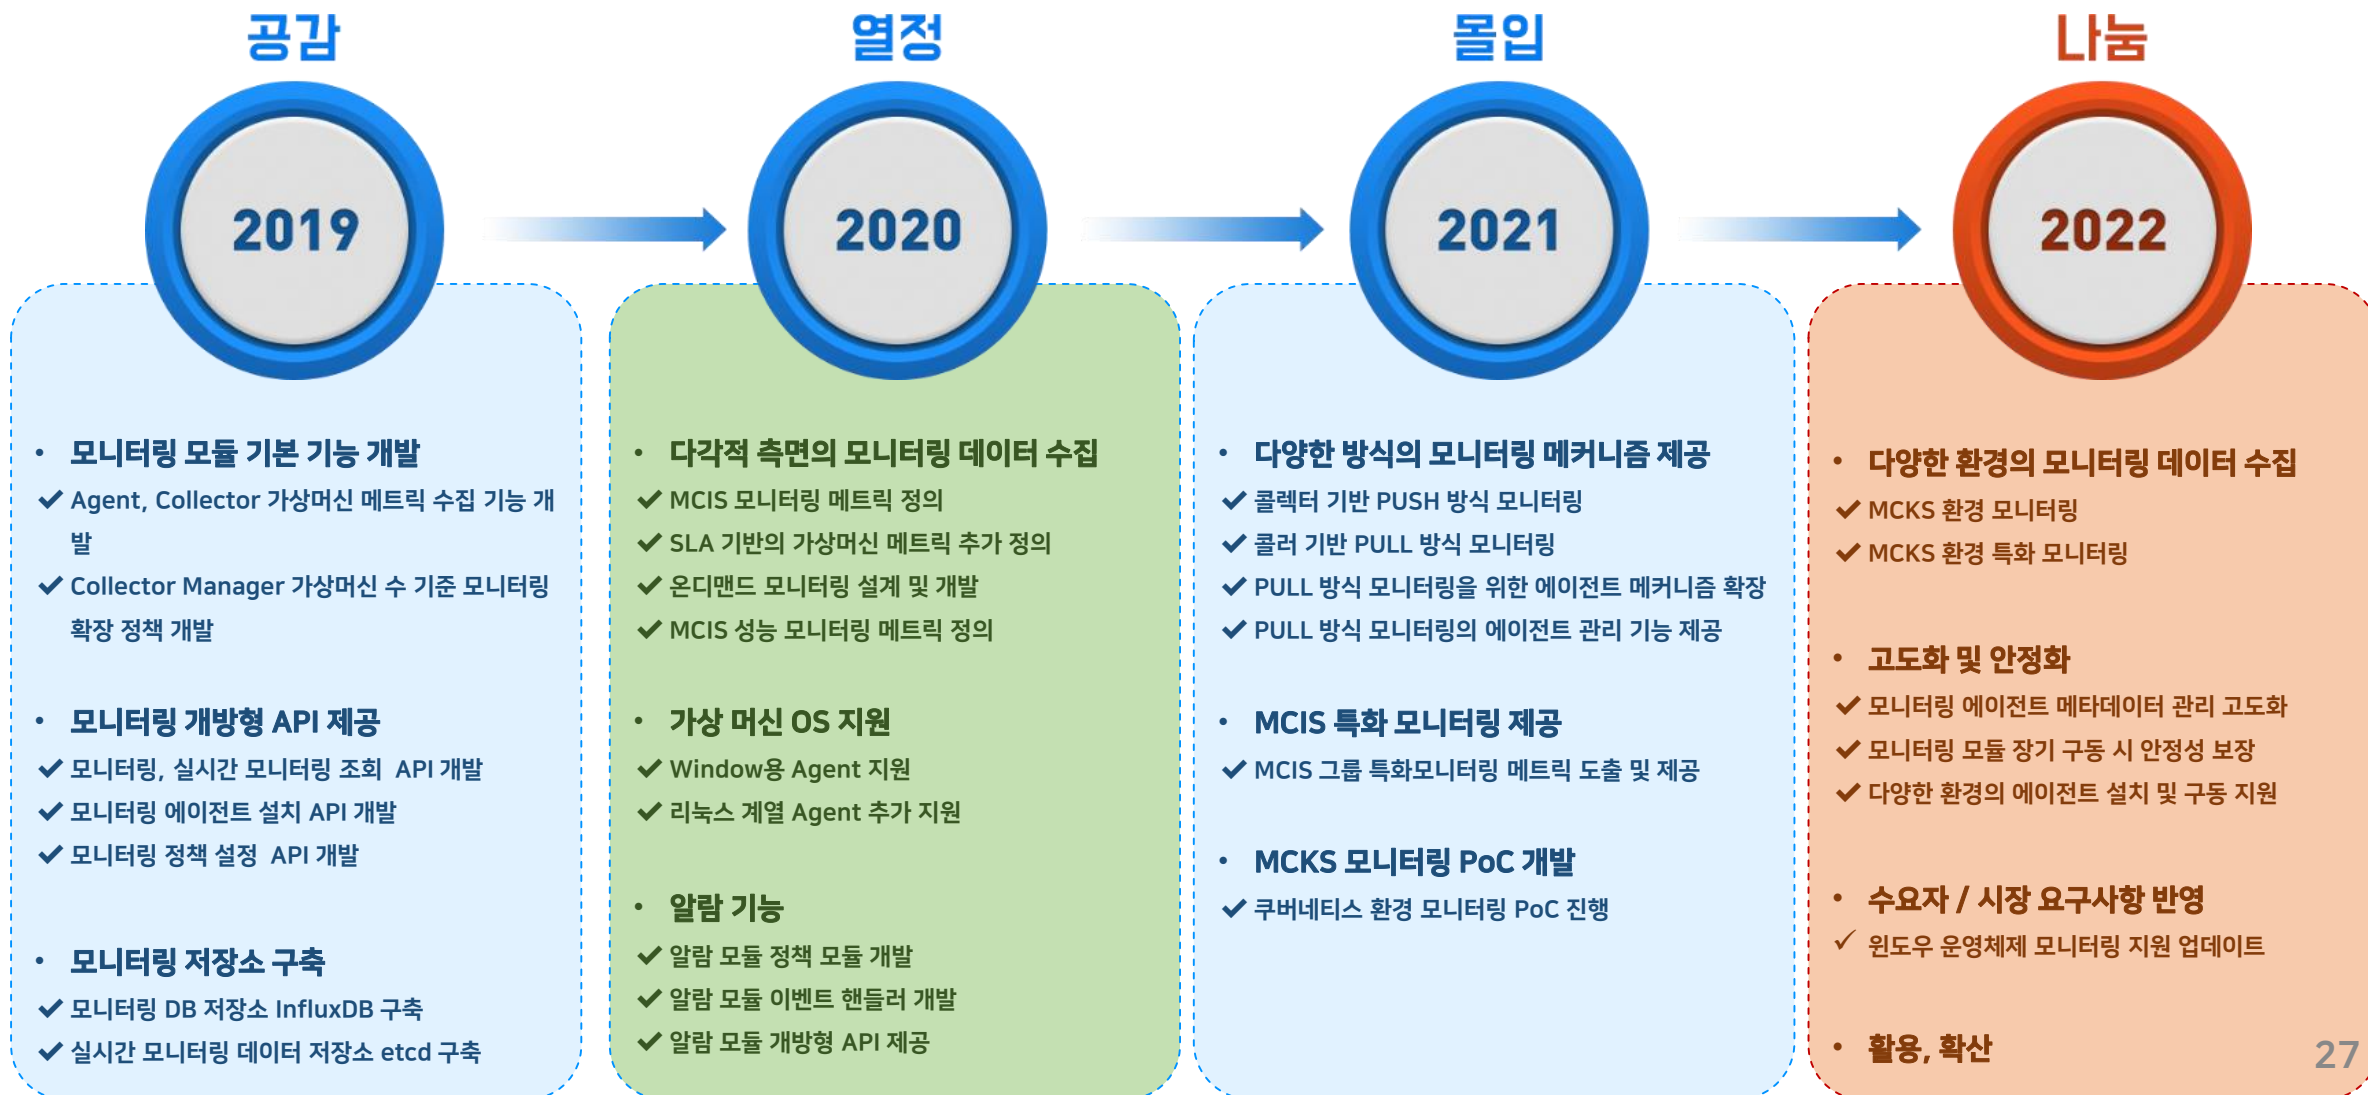 공감
2019
• 모니터링 모듈 기본 기능 개발
✔ Agent, Collector 가상머신 메트릭 수집 기능 개
발
✔ Collector Manager 가상머신 수 기준 모니터링
확장 정책 개발
• 모니터링 개방형 API 제공
✔ 모니터링, 실시간 모니터링 조회 API 개발
✔ 모니터링 에이전트 설치 API 개발
✔ 모니터링 정책 설정 API 개발
• 모니터링 저장소 구축
✔ 모니터링 DB 저장소 InfluxDB 구축
✔ 실시간 모니터링 데이터 저장소 etcd 구축
열정
2020
• 다각적 측면의 모니터링 데이터 수집
✔ MCIS 모니터링 메트릭 정의
✔ SLA 기반의 가상머신 메트릭 추가 정의
✔ 온디맨드 모니터링 설계 및 개발
✔ MCIS 성능 모니터링 메트릭 정의
• 가상 머신 OS 지원
✔ Window용 Agent 지원
✔ 리눅스 계열 Agent 추가 지원
• 알람 기능
✔ 알람 모듈 정책 모듈 개발
✔ 알람 모듈 이벤트 핸들러 개발
✔ 알람 모듈 개방형 API 제공
몰입
2021
• 다양한 방식의 모니터링 메커니즘 제공
✔ 콜렉터 기반 PUSH 방식 모니터링
✔ 콜러 기반 PULL 방식 모니터링
✔ PULL 방식 모니터링을 위한 에이전트 메커니즘 확장
✔ PULL 방식 모니터링의 에이전트 관리 기능 제공
• MCIS 특화 모니터링 제공
✔ MCIS 그룹 특화모니터링 메트릭 도출 및 제공
• MCKS 모니터링 PoC 개발
✔ 쿠버네티스 환경 모니터링 PoC 진행
나눔
2022
• 다양한 환경의 모니터링 데이터 수집
✔ MCKS 환경 모니터링
✔ MCKS 환경 특화 모니터링
• 고도화 및 안정화
✔ 모니터링 에이전트 메타데이터 관리 고도화
✔ 모니터링 모듈 장기 구동 시 안정성 보장
✔ 다양한 환경의 에이전트 설치 및 구동 지원
• 수요자 / 시장 요구사항 반영
✓ 윈도우 운영체제 모니터링 지원 업데이트
• 활용, 확산
27